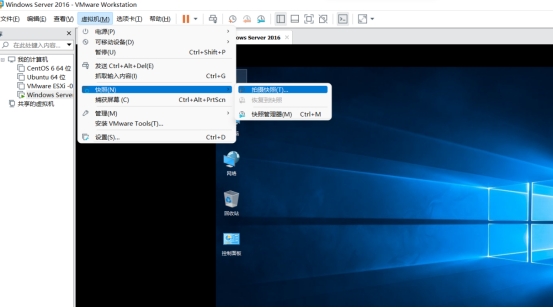 Windows Server 2016 - VMware Workstation
文件(F) 编辑(E) 查看(V) 虚拟机(M) 选项卡(T) 帮助(H)
库
在此处键入内容...
我的计算机
CentOS 6 64 位
Ubuntu 64 位
VMware ESXi -0
Windows Server
共享的虚拟机
电源(P)
可移动设备(D)
暂停(U) Ctrl+Shift+P
发送 Ctrl+Alt+Del(E)
抓取输入内容(I) Ctrl+G
快照(N)
捕获屏幕 (C) Ctrl+Alt+PrtScn
管理(M)
安装 VMware Tools(T)...
设置(S)... Ctrl+D
dows Server 2016
拍摄快照(T)...
恢复到快照
快照管理器(M) Ctrl+M
网络
回收站
控制面板